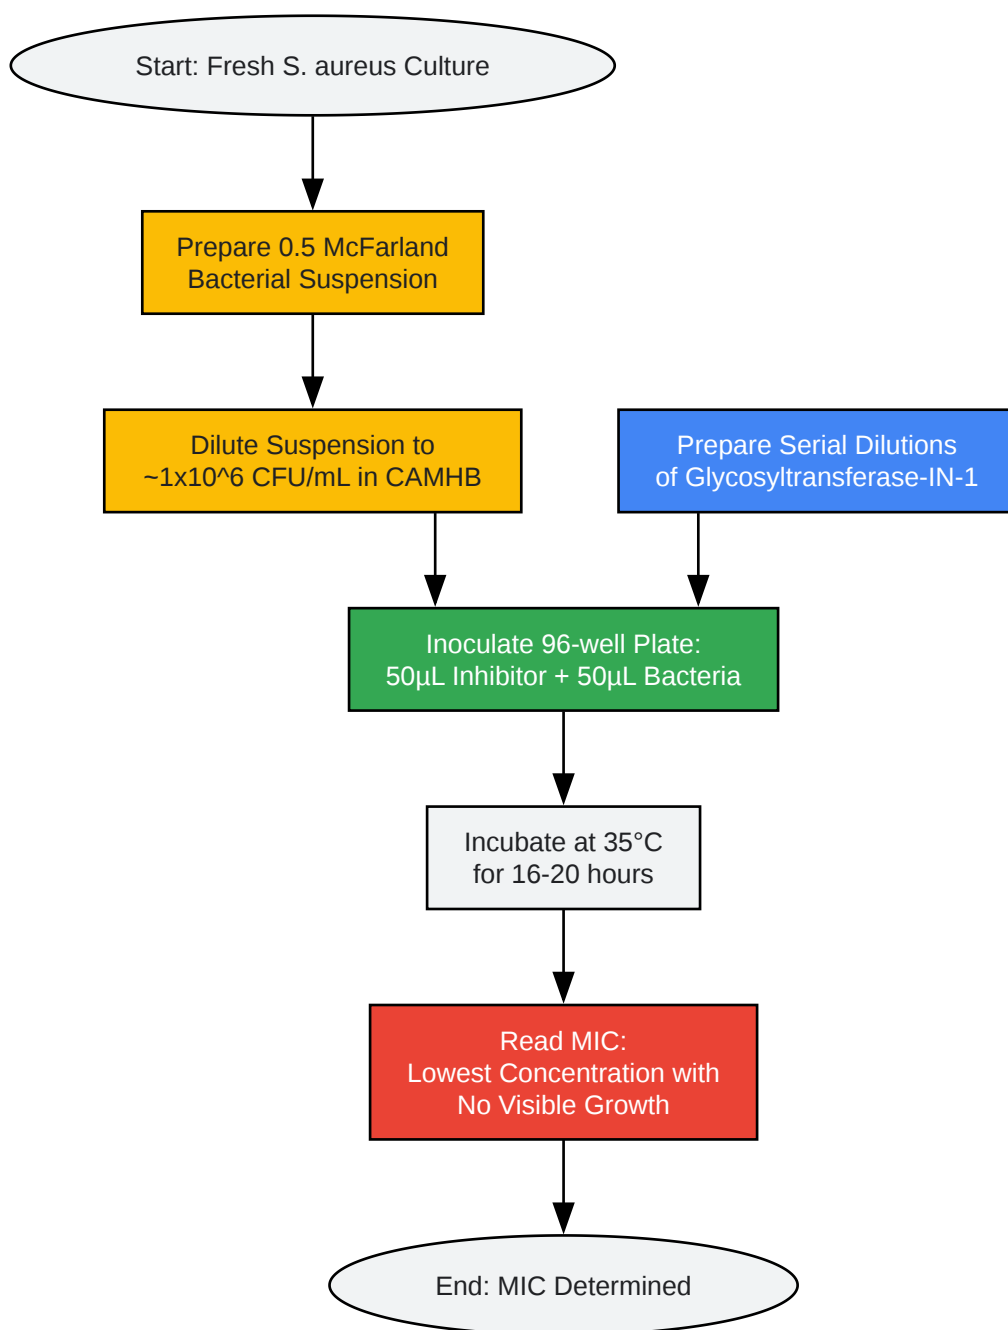 Start: Fresh S. aureus Culture
Prepare 0.5 McFarland
Bacterial Suspension
Dilute Suspension to
~1x10^6 CFU/mL in CAMHB
Prepare Serial Dilutions
of Glycosyltransferase-IN-1
Inoculate 96-well Plate:
50µL Inhibitor + 50µL Bacteria
Incubate at 35°C
for 16-20 hours
Read MIC:
Lowest Concentration with
No Visible Growth
End: MIC Determined